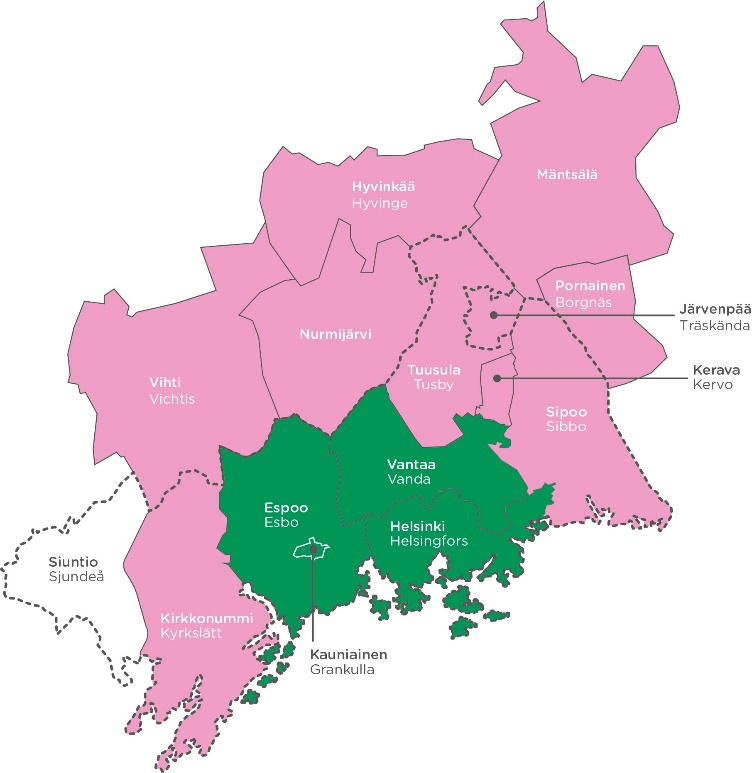 Mäntsälä
Hyvinkää
Hyvinge
Pornainen
Borgnäs
Järvenpää
Träskända
Nurmijärvi
Tuusula
Tusby
Kerava
Kervo
Vihti
Vichtis
Sipoo
Sibbo
Vantaa
Vanda
Espoo
Esbo
Helsinki
Helsingfors
Siuntio
Sjundeå
Kirkkonummi
Kyrkslätt
Kauniainen
Grankulla